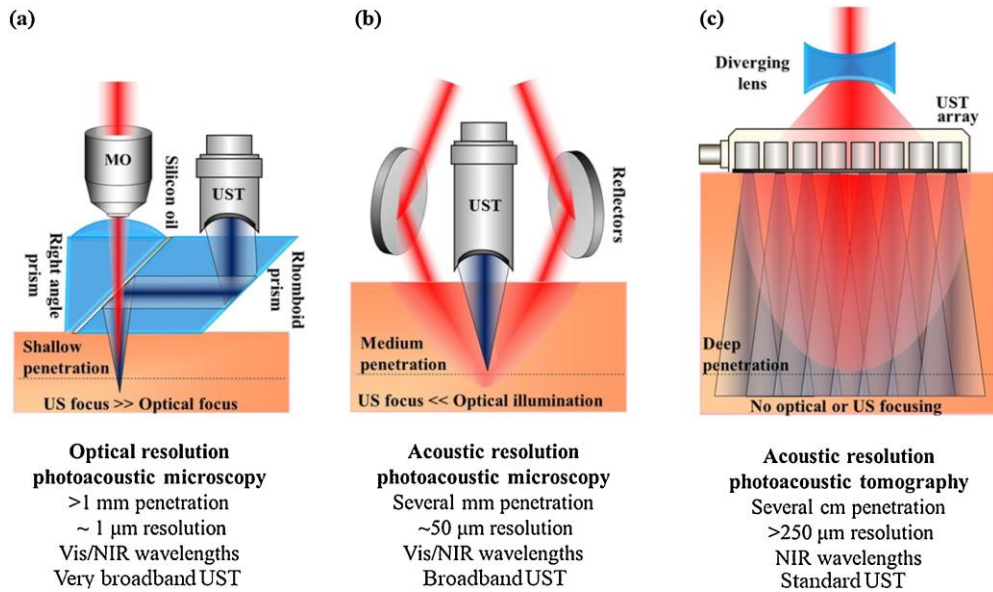 (a)
MO
Silicon oil
UST
Right angle
prism
Rhomboid
prism
Shallow
penetration
US focus >> Optical focus
Optical resolution
photoacoustic microscopy
>1 mm penetration
~ 1 μm resolution
Vis/NIR wavelengths
Very broadband UST
(b)
UST
Reflectors
Medium
penetration
US focus << Optical illumination
Acoustic resolution
photoacoustic microscopy
Several mm penetration
~50 μm resolution
Vis/NIR wavelengths
Broadband UST
(c)
Diverging
lens
UST
array
Deep
penetration
No optical or US focusing
Acoustic resolution
photoacoustic tomography
Several cm penetration
>250 μm resolution
NIR wavelengths
Standard UST